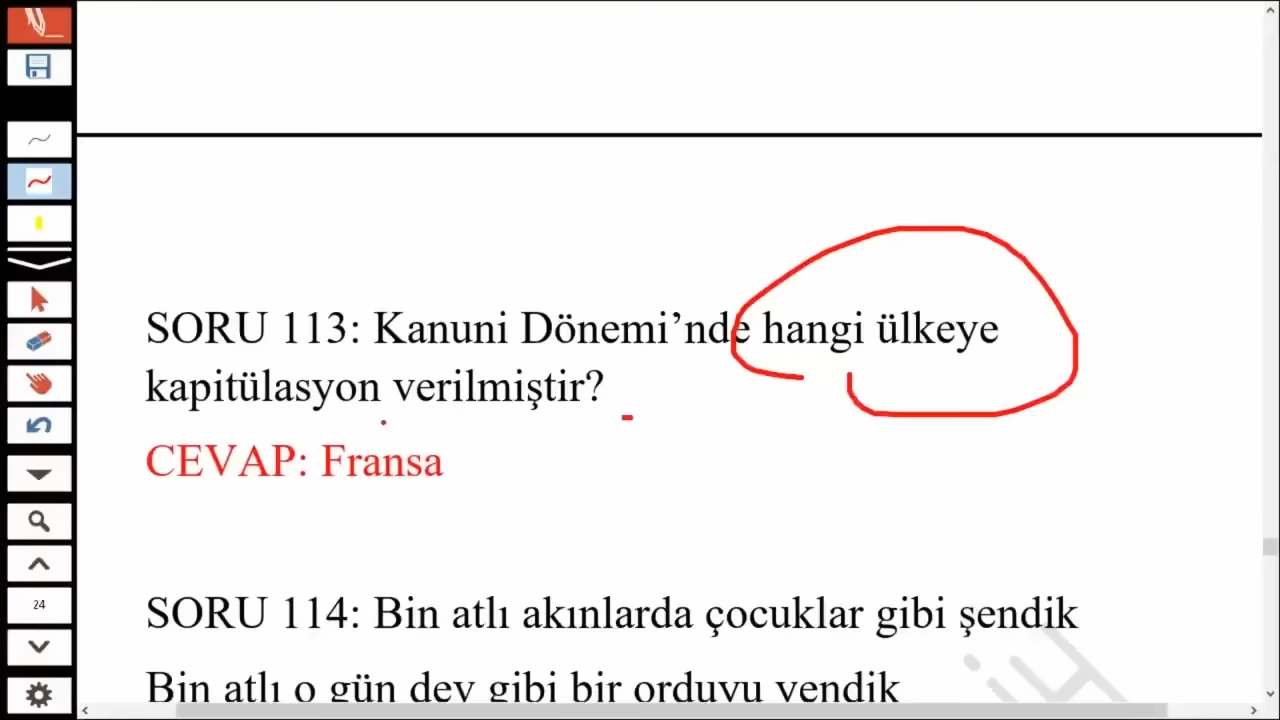 SORU 113: Kanuni Dönemi’nde hangi ülkeye
kapitülasyon verilmiştir?
CEVAP: Fransa
24
SORU 114: Bin atlı akınlarda çocuklar gibi şendik
Bin atlı o gün dev gibi bir orduyu yendik